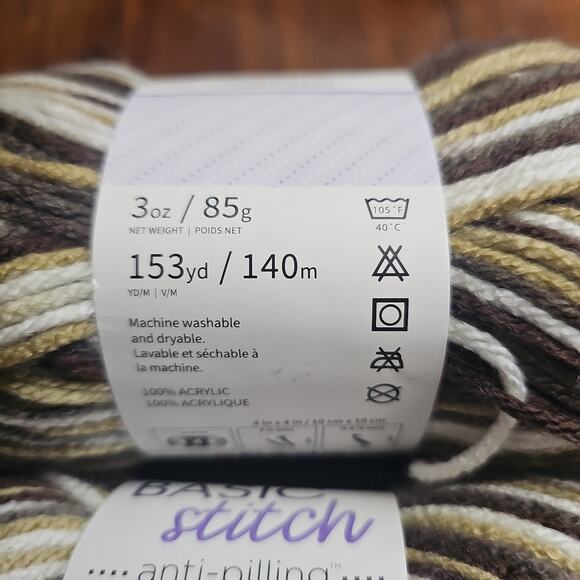 3oz / 85g
NET WEIGHT | POIDS NET
153yd / 140m
YD/M | V/M
Machine washable
and dryable.
Lavable et séchable à
la machine.
100% ACRYLIC
100% ACRYLIQUE
105°F
40°C
4 in x 4 in / 10 cm x 10 cm
BASIC
stitch
anti-pilling™